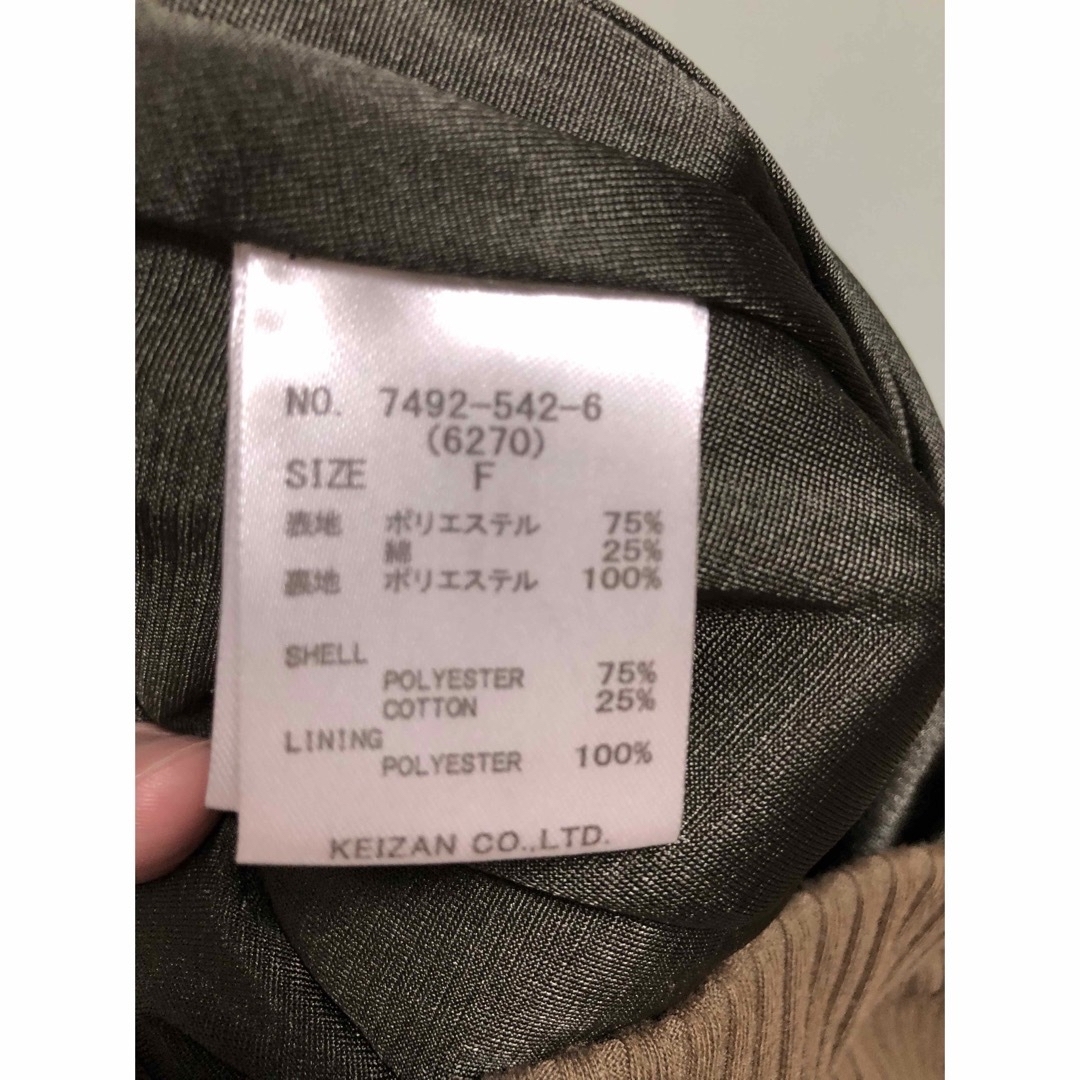 NO. 7492-542-6
(6270)
SIZE F
表地 ポリエステル 75%
綿 25%
裏地 ポリエステル 100%
SHELL
POLYESTER 75%
COTTON 25%
LINING
POLYESTER 100%
KEIZAN CO.,LTD.